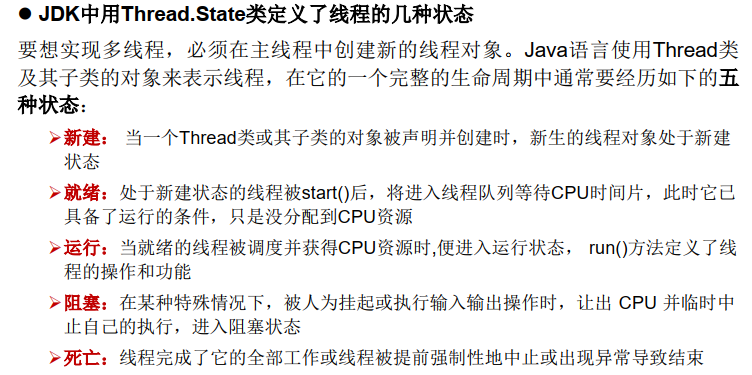 ● JDK中用Thread.State类定义了线程的几种状态
要想实现多线程，必须在主线程中创建新的线程对象。Java语言使用Thread类
及其子类的对象来表示线程，在它的一个完整的生命周期中通常要经历如下的五
种状态：
➢新建： 当一个Thread类或其子类的对象被声明并创建时，新生的线程对象处于新建
状态
➢就绪：处于新建状态的线程被start()后，将进入线程队列等待CPU时间片，此时它已
具备了运行的条件，只是没分配到CPU资源
➢运行：当就绪的线程被调度并获得CPU资源时,便进入运行状态， run()方法定义了线
程的操作和功能
➢阻塞：在某种特殊情况下，被人为挂起或执行输入输出操作时，让出 CPU 并临时中
止自己的执行，进入阻塞状态
➢死亡：线程完成了它的全部工作或线程被提前强制性地中止或出现异常导致结束